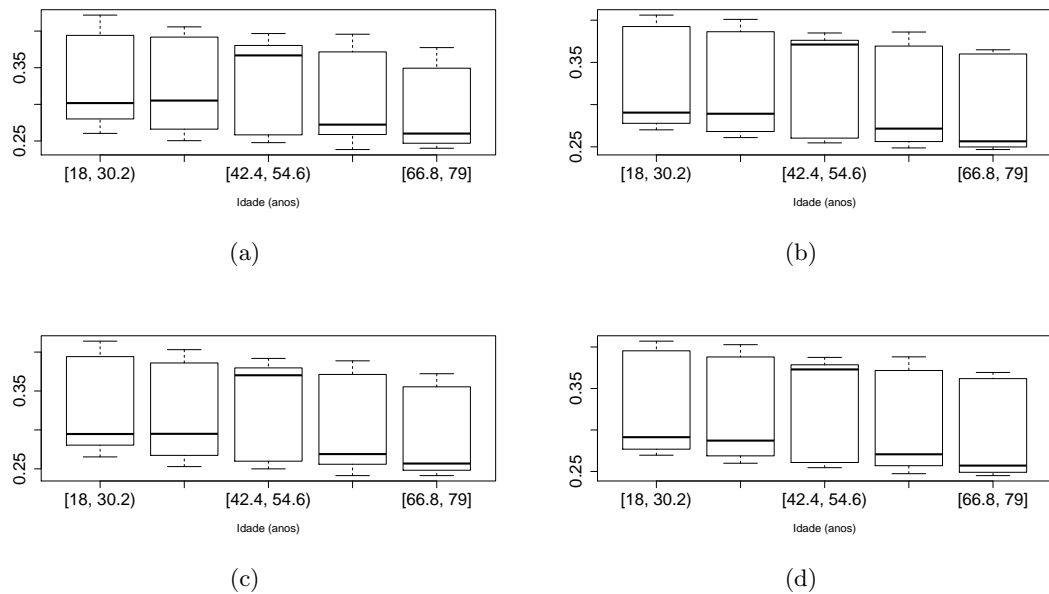 0.35
0.25
[18, 30.2) [42.4, 54.6) [66.8, 79]
Idade (anos)
(a)
0.35
0.25
[18, 30.2) [42.4, 54.6) [66.8, 79]
Idade (anos)
(b)
0.35
0.25
[18, 30.2) [42.4, 54.6) [66.8, 79]
Idade (anos)
(c)
0.35
0.25
[18, 30.2) [42.4, 54.6) [66.8, 79]
Idade (anos)
(d)